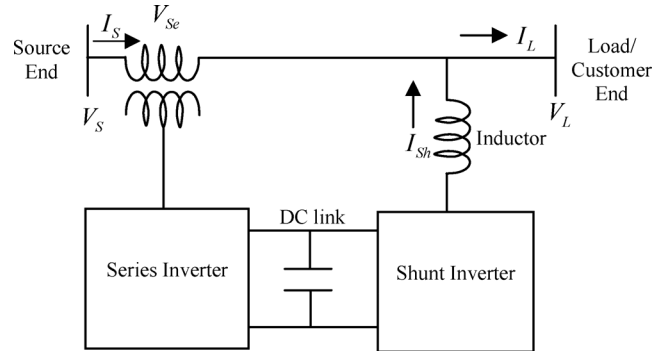 Source
End
I_S
V_Se
I_L
Load/
Customer
End
V_S
V_L
I_Sh
Inductor
DC link
Series Inverter
Shunt Inverter